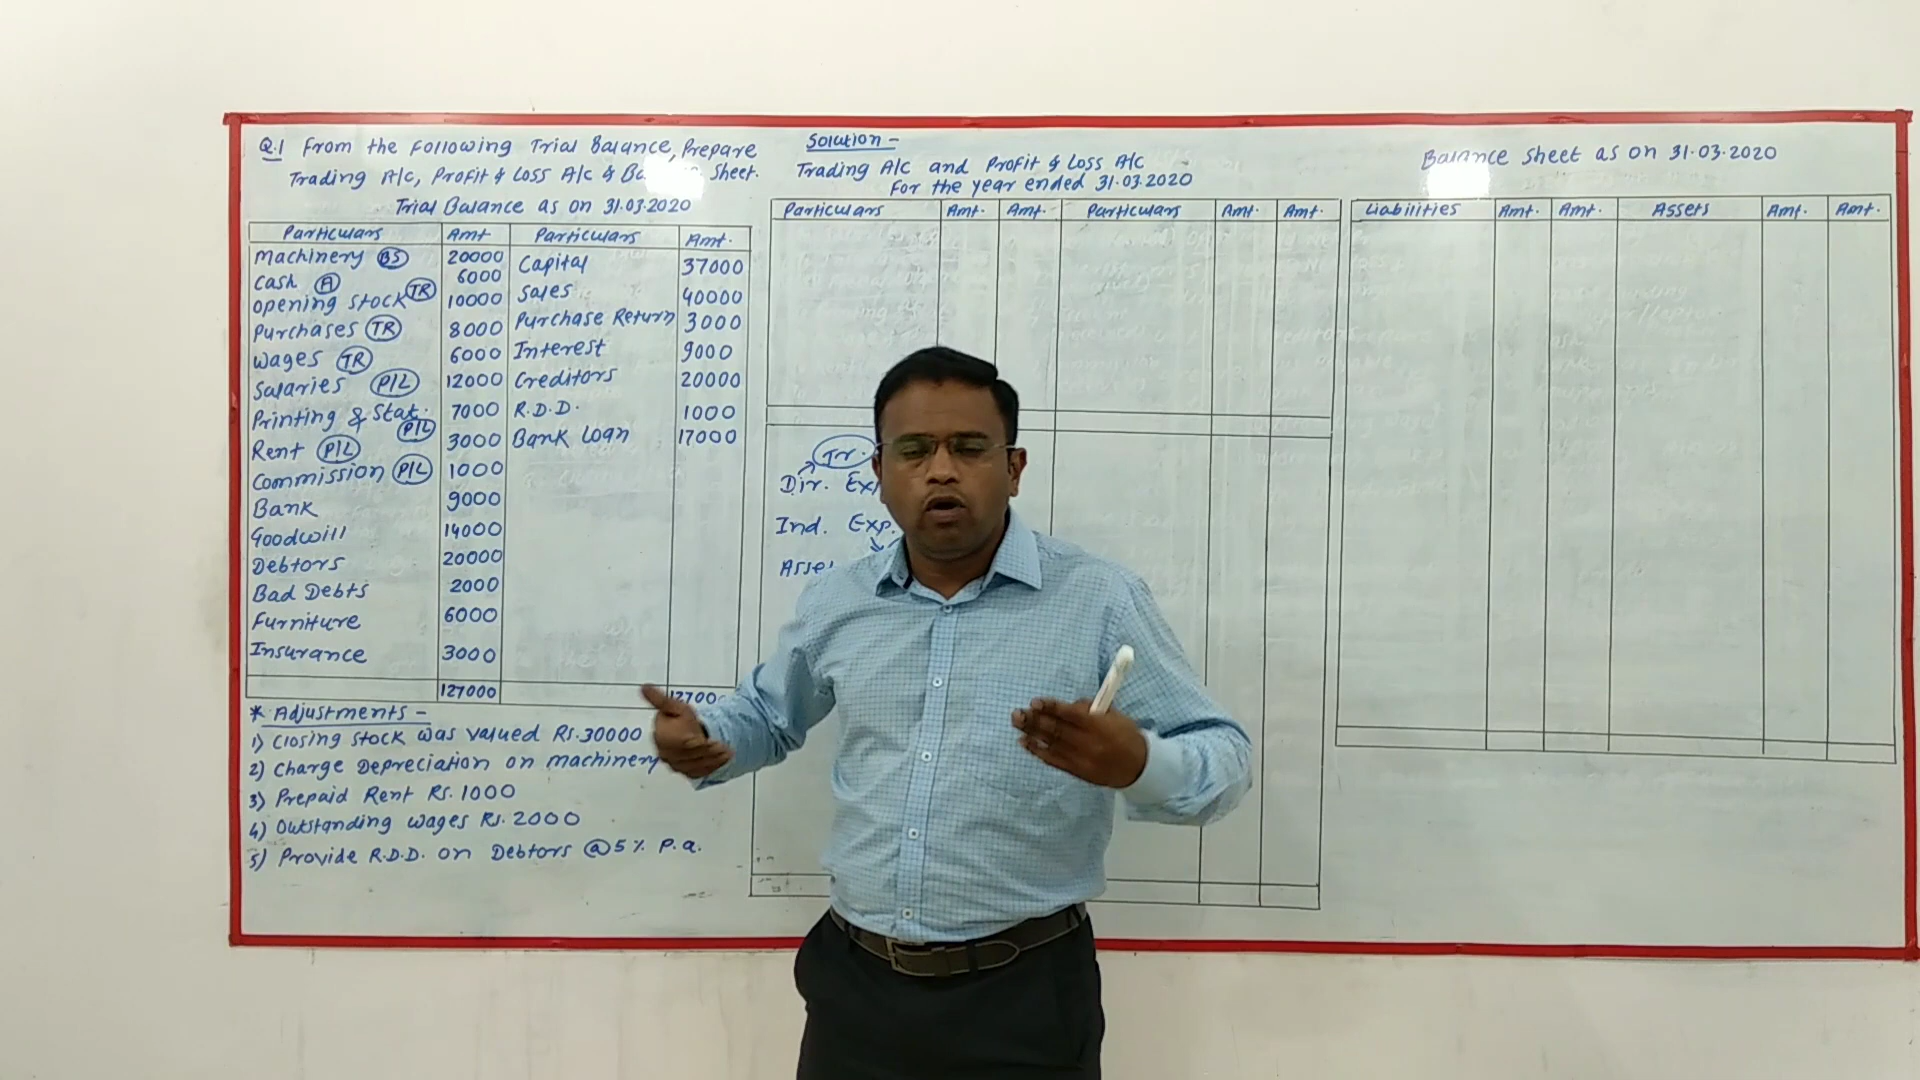 Q.1 From the Following Trial Balance, Prepare
Trading A/c, Profit & Loss A/c & Sheet.
Trial Balance as on 31.03.2020
Particulars Amt Particulars Amt.
Machinery BS 20000 Capital 37000
Cash A 6000 Sales 40000
Opening Stock TR 10000 Purchase Return 3000
Purchases TR 8000 Interest 9000
Wages TR 6000 Creditors 20000
Salaries P/L 12000 R.D.D. 1000
Printing & Stat. P/L 7000 Bank Loan 17000
Rent P/L 3000
Commission P/L 1000
Bank 9000
Goodwill 14000
Debtors 20000
Bad Debts 2000
Furniture 6000
Insurance 3000
127000
* Adjustments -
1) Closing Stock was valued Rs. 30000
2) Charge Depreciation on machinery
3) Prepaid Rent Rs. 1000
4) Outstanding wages Rs. 2000
5) Provide R.D.D. on Debtors @ 5% P.a.
Solution -
Trading A/c and Profit & Loss A/c
For the year ended 31.03.2020
Particulars Amt. Amt. Particulars Amt. Amt.
Tr.
Dir.
Ind. Exp.
Balance Sheet as on 31.03.2020
Liabilities Amt. Amt. Assets Amt. Amt.